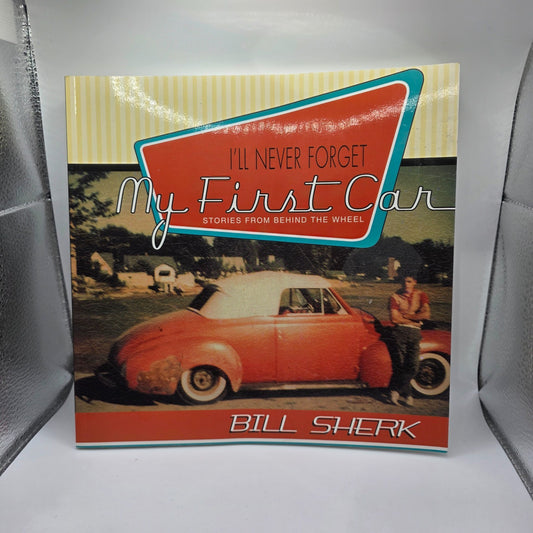 I'LL NEVER FORGET
My First Car
STORIES FROM BEHIND THE WHEEL
BILL SHERK